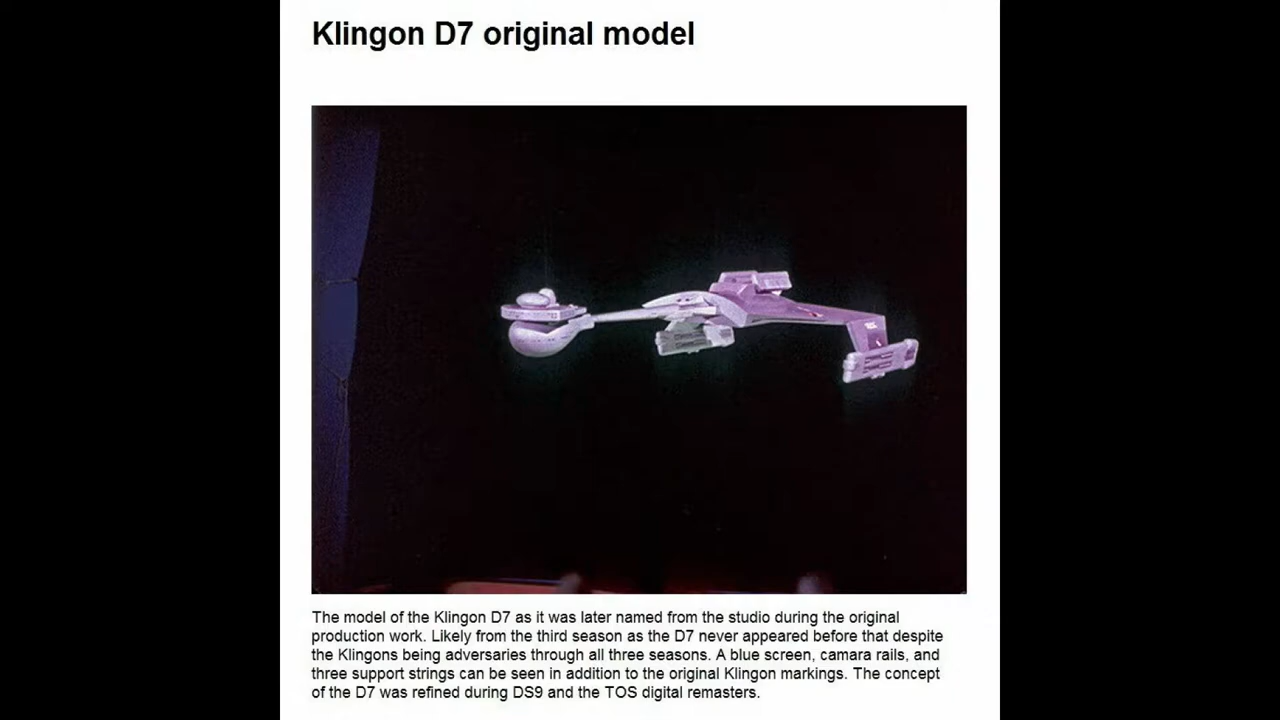 Klingon D7 original model
The model of the Klingon D7 as it was later named from the studio during the original
production work. Likely from the third season as the D7 never appeared before that despite
the Klingons being adversaries through all three seasons. A blue screen, camara rails, and
three support strings can be seen in addition to the original Klingon markings. The concept
of the D7 was refined during DS9 and the TOS digital remasters.